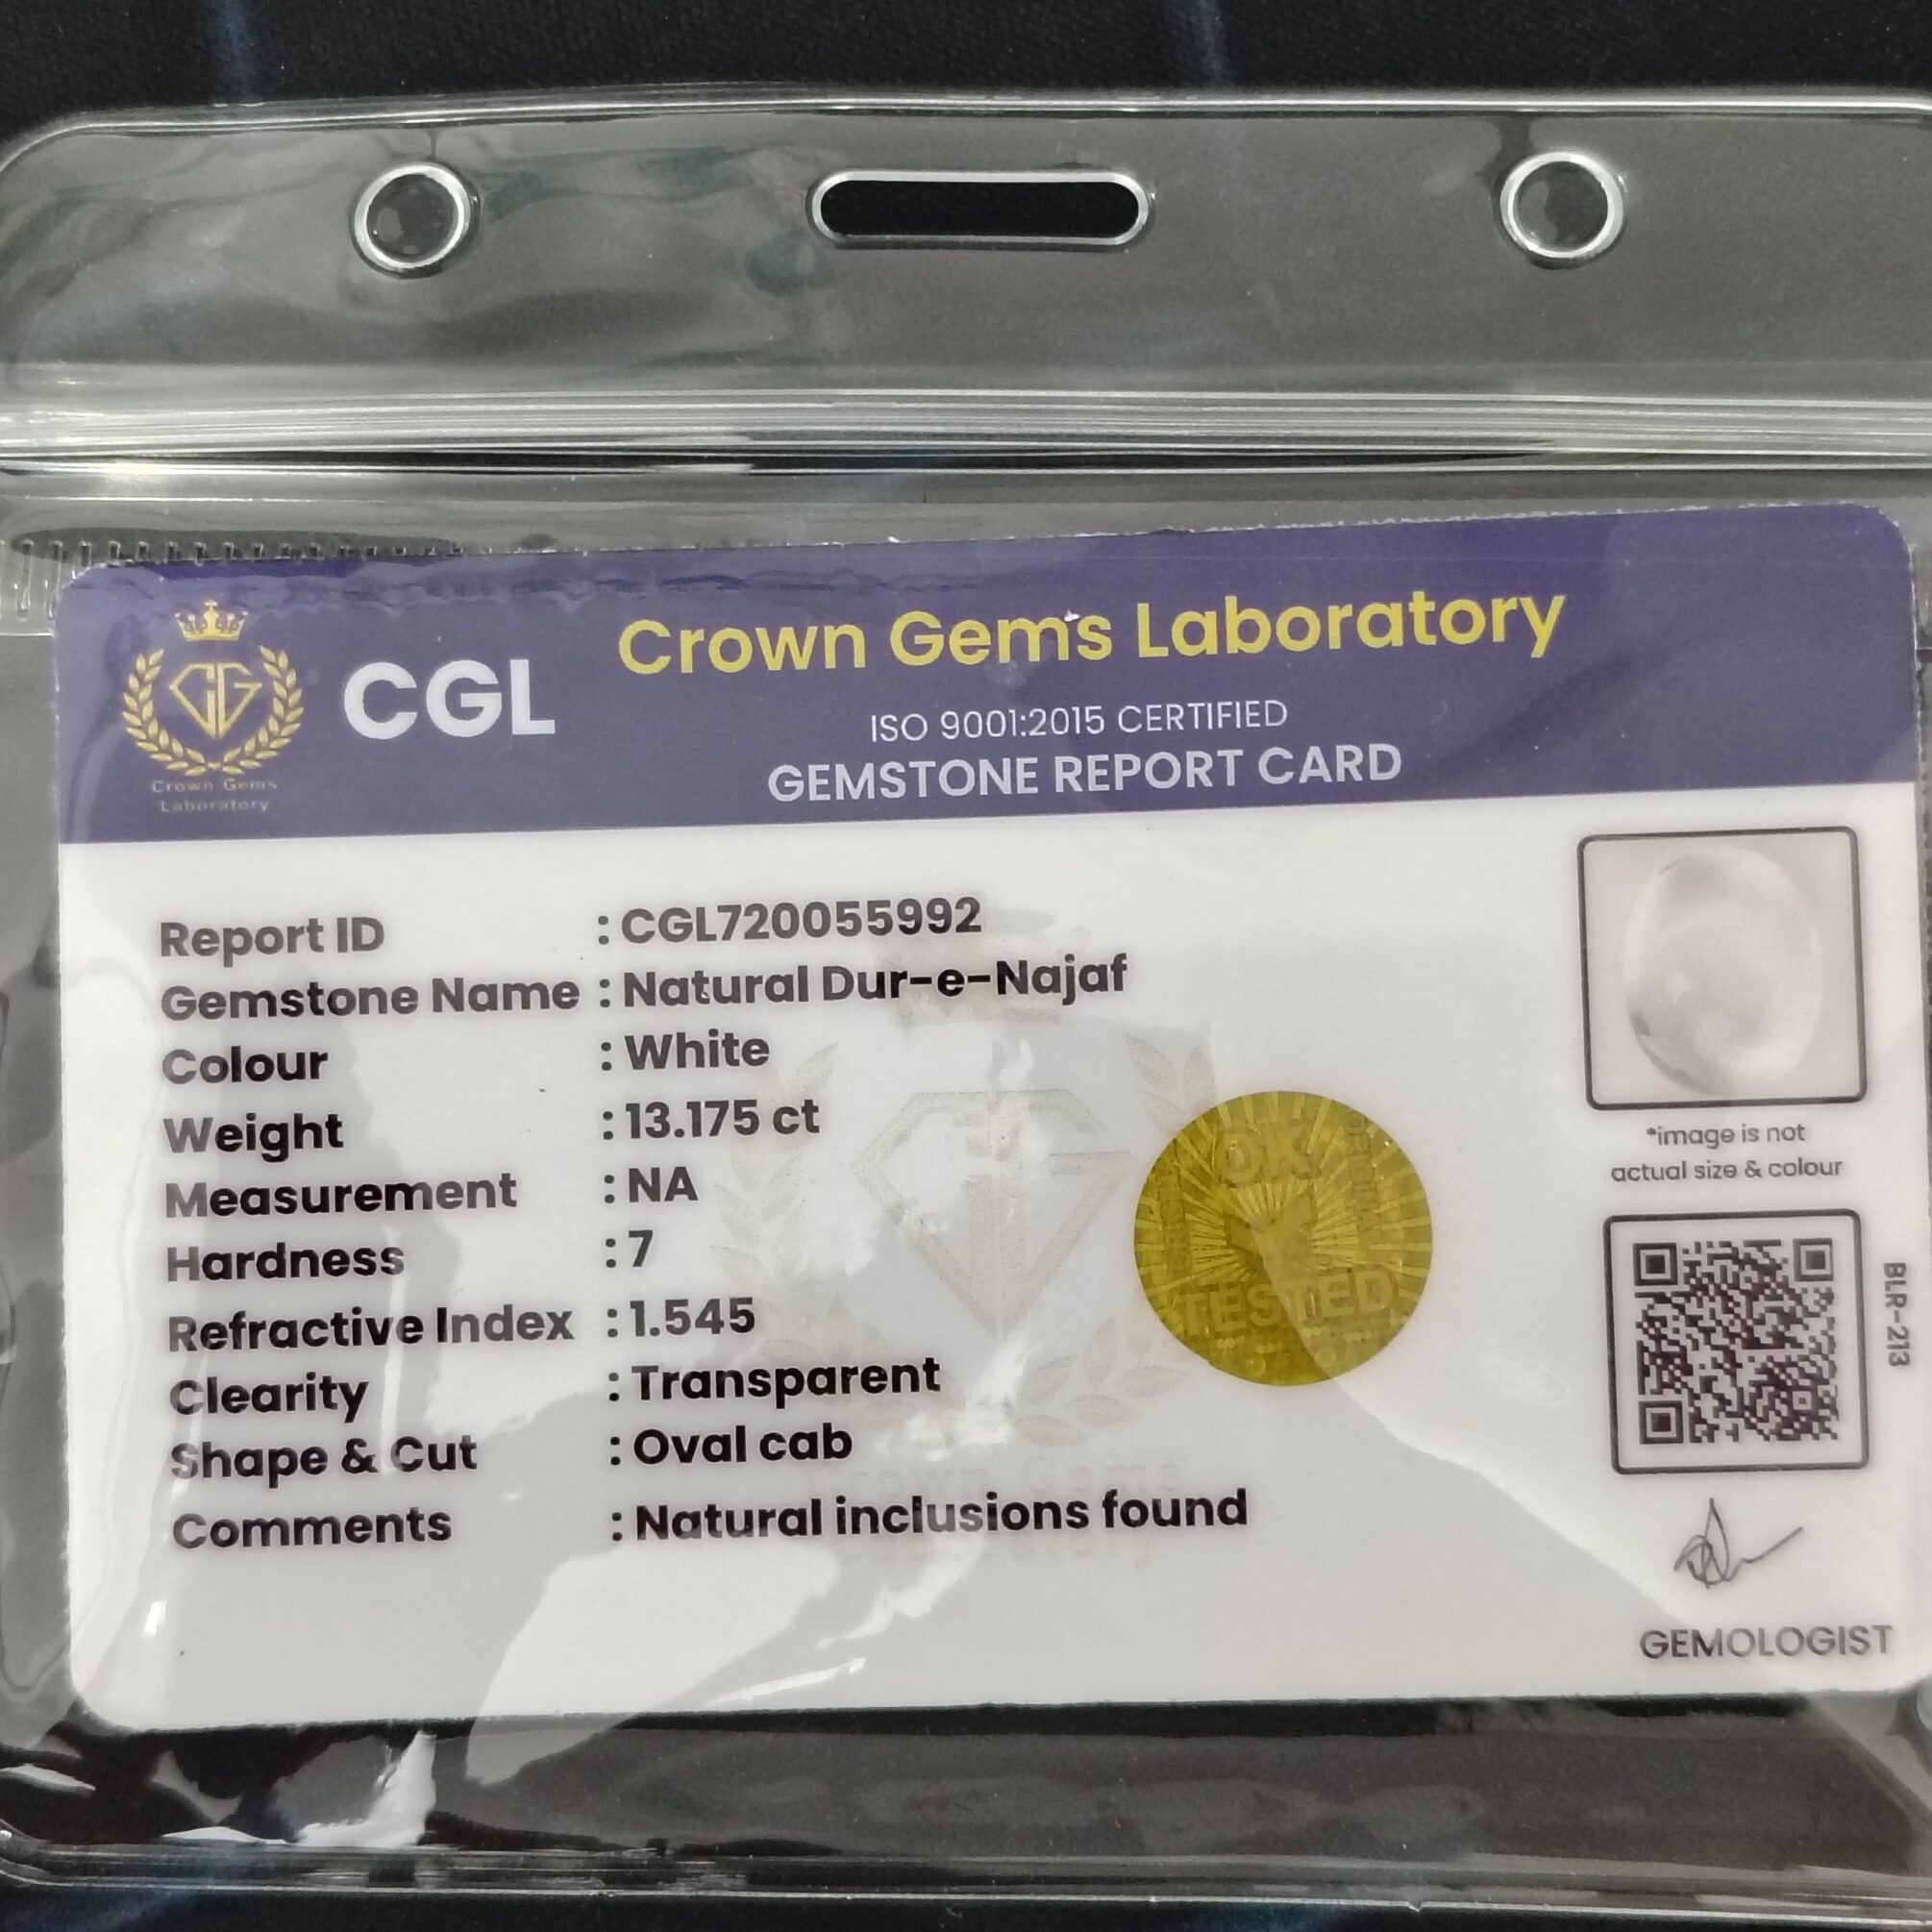 Crown Gems
Laboratory
CGL
Crown Gems Laboratory
ISO 9001:2015 CERTIFIED
GEMSTONE REPORT CARD
Report ID : CGL720055992
Gemstone Name : Natural Dur-e-Najaf
Colour : White
Weight : 13.175 ct
Measurement : NA
Hardness : 7
Refractive Index : 1.545
Clearity : Transparent
Shape & Cut : Oval cab
Comments : Natural inclusions found
OK
TESTED
*image is not
actual size & colour
BLR-213
GEMOLOGIST